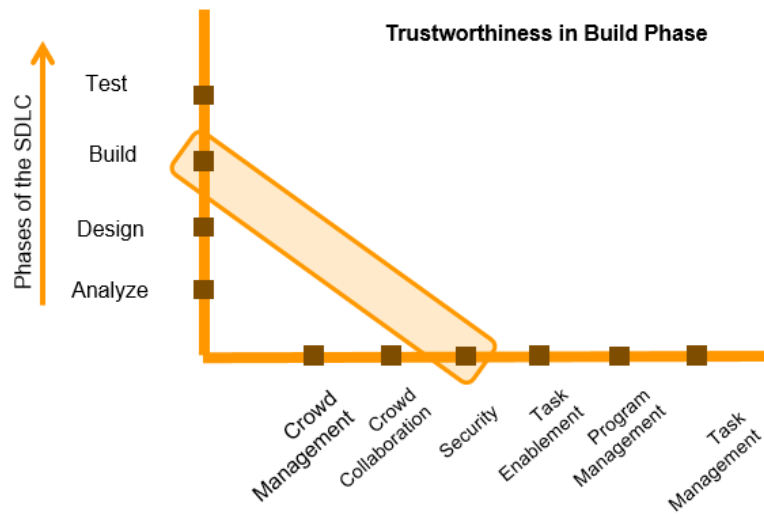 Trustworthiness in Build Phase
Phases of the SDLC
Test
Build
Design
Analyze
Crowd
Management
Crowd
Collaboration
Security
Task
Enablement
Program
Management
Task
Management